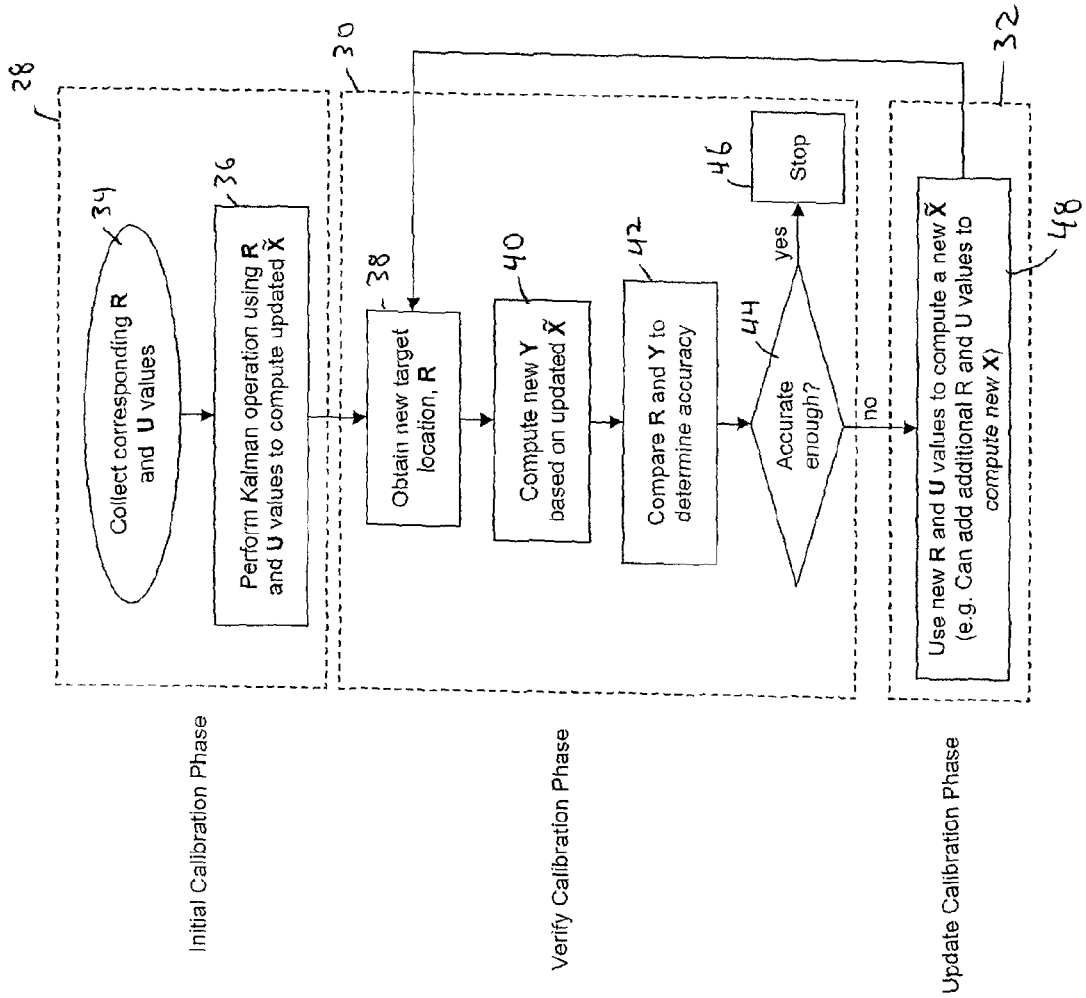 28
Initial Calibration Phase
34
Collect corresponding R
and U values
36
Perform Kalman operation using R
and U values to compute updated X̃
30
Verify Calibration Phase
38
Obtain new target
location, R
40
Compute new Y
based on updated X̃
42
Compare R and Y to
determine accuracy
44
Accurate
enough?
yes
46
Stop
no
32
Update Calibration Phase
Use new R and U values to compute a new X̃
(e.g. Can add additional R and U values to
compute new X)
48